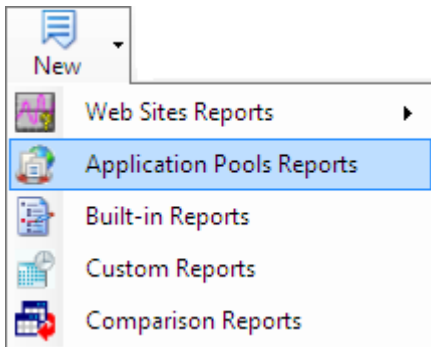 New
Web Sites Reports
Application Pools Reports
Built-in Reports
Custom Reports
Comparison Reports